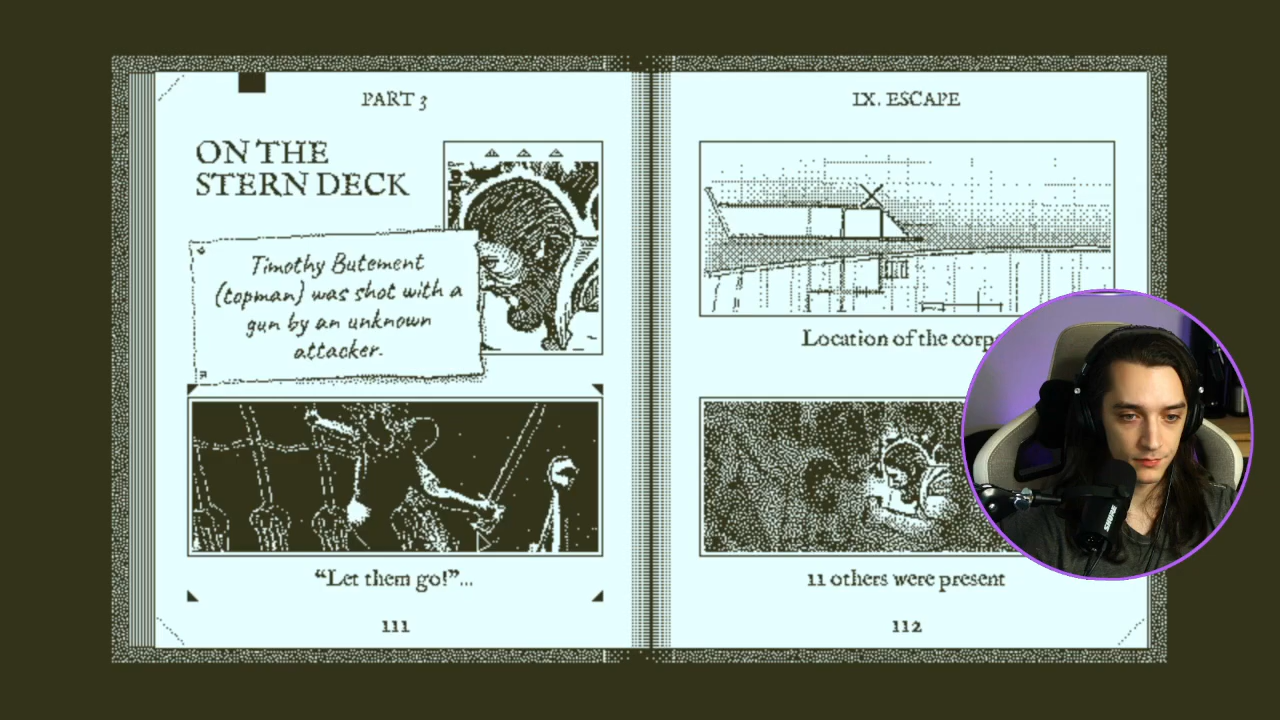 PART 3
ON THE
STERN DECK
Timothy Butement
(topman) was shot with a
gun by an unknown
attacker.
"Let them go!"...
111
IX. ESCAPE
Location of the corp
11 others were present
112
SHURE